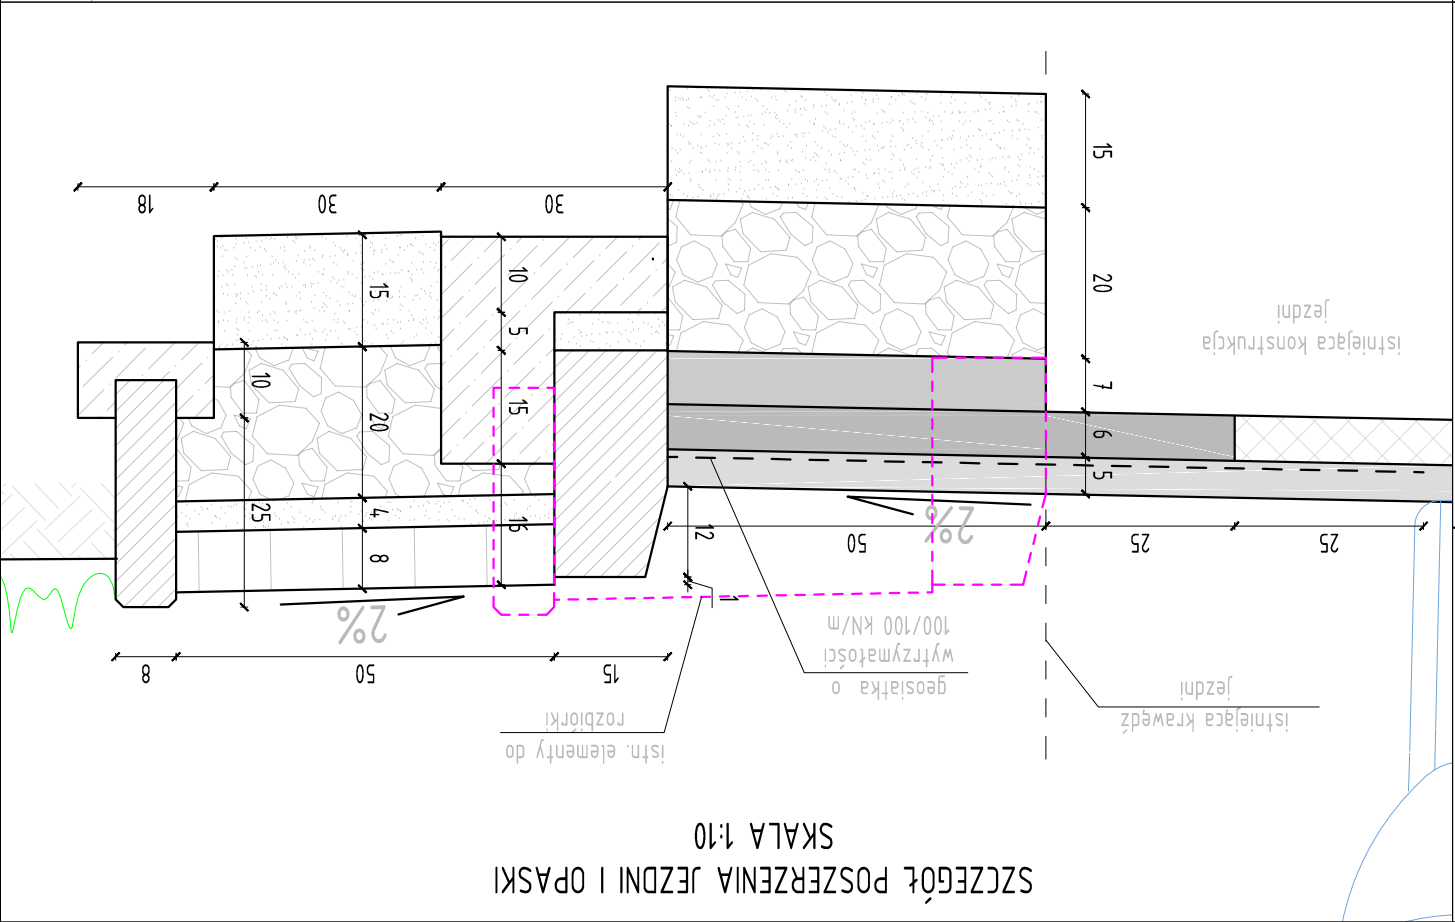 SZCZEGÓŁ POSZERZENIA JEZDNI I OPASKI
SKALA 1:10
istniejąca krawędź
jezdni
geosiatka o
wytrzymałości
100/100 kN/m
istn. elementy do
rozbiórki
15
50
8
2%
2%
1
12
25
25
50
5
6
7
20
15
istniejąca konstrukcja
jezdni
16
15
5
10
8
4
20
15
25
10
30
30
18